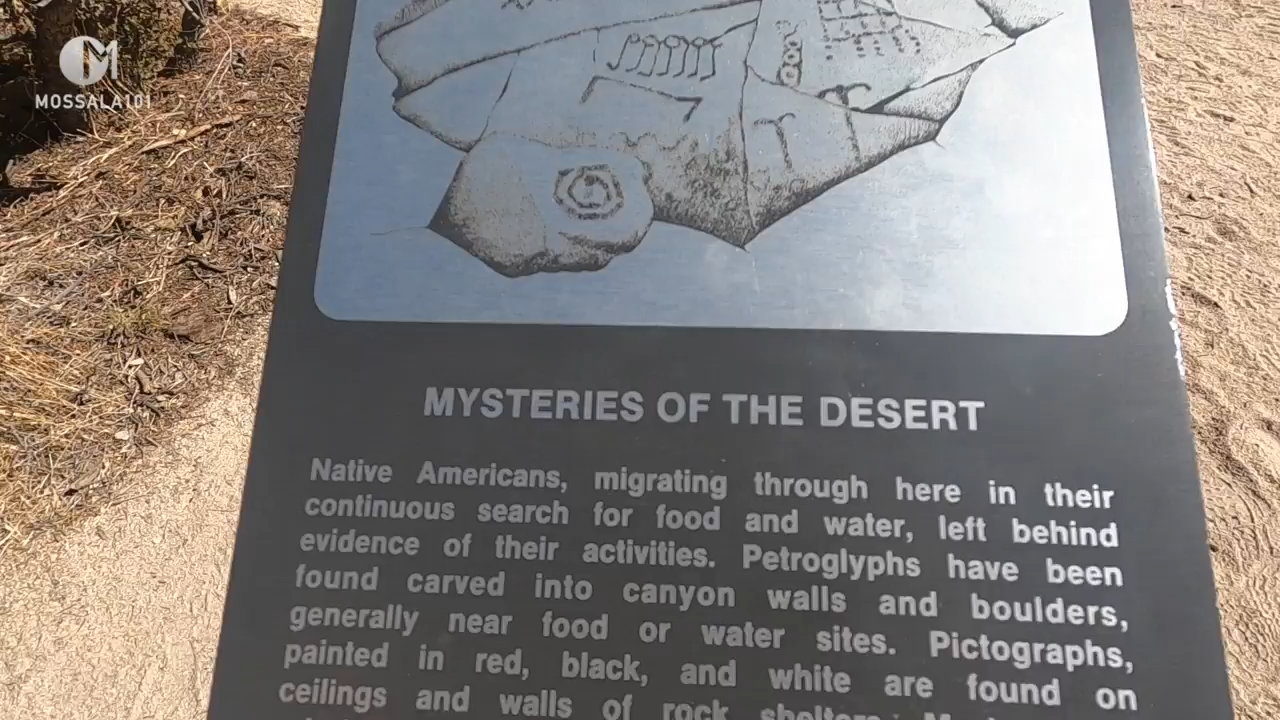 MOSSALA101
MYSTERIES OF THE DESERT
Native Americans, migrating through here in their
continuous search for food and water, left behind
evidence of their activities. Petroglyphs have been
found carved into canyon walls and boulders,
generally near food or water sites. Pictographs,
painted in red, black, and white are found on
ceilings and walls of rock shelters.